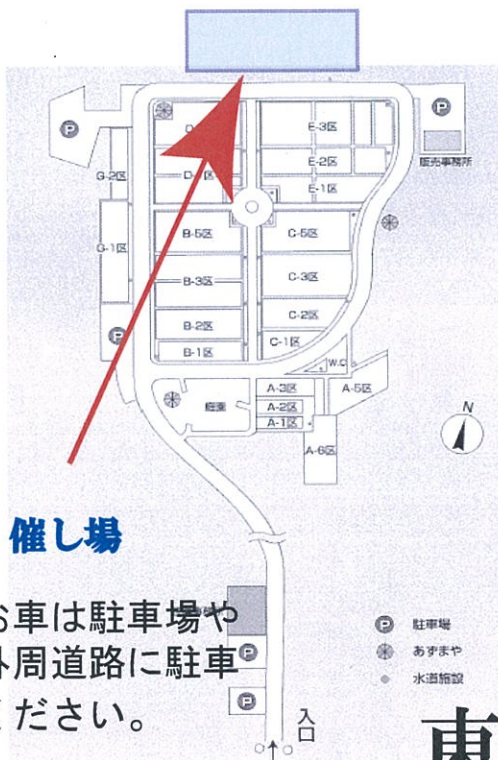 P
P
D
E-3区
E-2区
販売事務所
G-2区
D-
区
E-1区
B-5区
C-5区
G-1区
B-3区
C-3区
B-2区
C-2区
P
B-1区
C-1区
W.C
A-3区
A-5区
庭園
A-2区
A-1区
N
A-6区
催し場
お車は駐車場や
外周道路に駐車
ください。
P
P
P 駐車場
あずまや
水道施設
入口
東